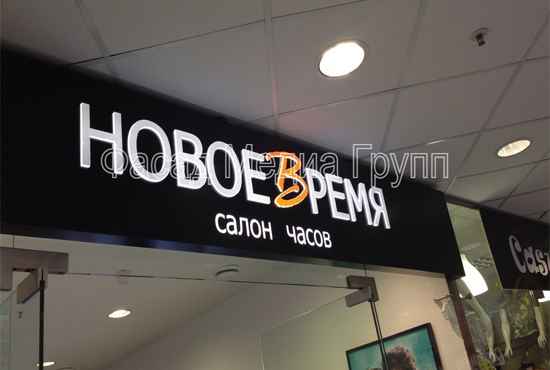 НОВОЕ ВРЕМЯ
салон часов
Фасад Медиа Групп